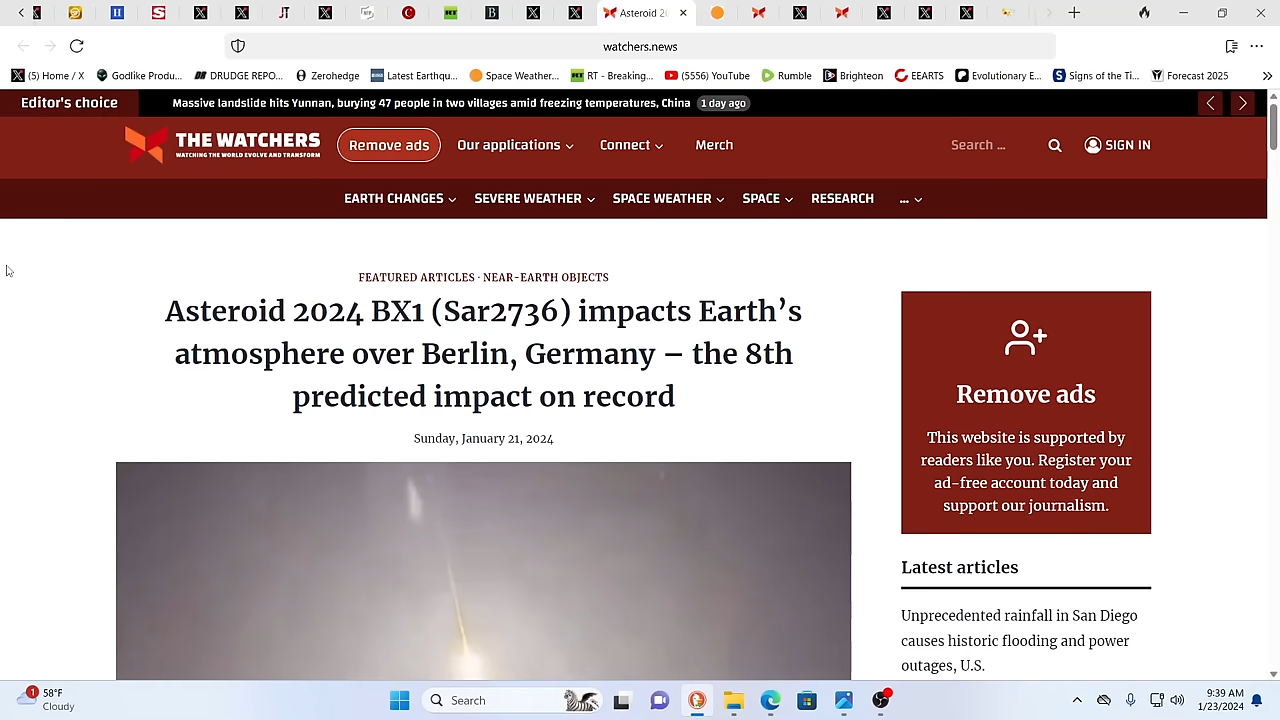 Asteroid 2
watchers.news
(5) Home / X
Godlike Produ...
DRUDGE REPO...
Zerohedge
Latest Earthqu...
Space Weather...
RT - Breaking...
(5556) YouTube
Rumble
Brighteon
EEARTS
Evolutionary E...
Signs of the Ti...
Forecast 2025
Editor's choice
Massive landslide hits Yunnan, burying 47 people in two villages amid freezing temperatures, China 1 day ago
THE WATCHERS
WATCHING THE WORLD EVOLVE AND TRANSFORM
Remove ads
Our applications
Connect
Merch
Search ...
SIGN IN
EARTH CHANGES
SEVERE WEATHER
SPACE WEATHER
SPACE
RESEARCH
...
FEATURED ARTICLES · NEAR-EARTH OBJECTS
Asteroid 2024 BX1 (Sar2736) impacts Earth’s
atmosphere over Berlin, Germany – the 8th
predicted impact on record
Sunday, January 21, 2024
Remove ads
This website is supported by
readers like you. Register your
ad-free account today and
support our journalism.
Latest articles
Unprecedented rainfall in San Diego
causes historic flooding and power
outages, U.S.
1
58°F
Cloudy
Search
9:39 AM
1/23/2024